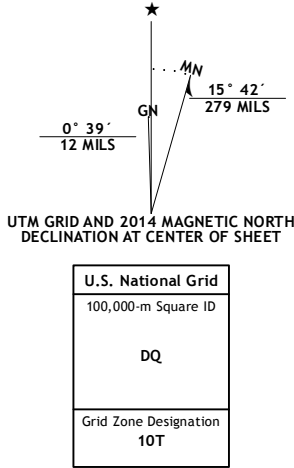 ★
MN
15° 42´
279 MILS
GN
0° 39´
12 MILS
UTM GRID AND 2014 MAGNETIC NORTH
DECLINATION AT CENTER OF SHEET
U.S. National Grid
100,000-m Square ID
DQ
Grid Zone Designation
10T